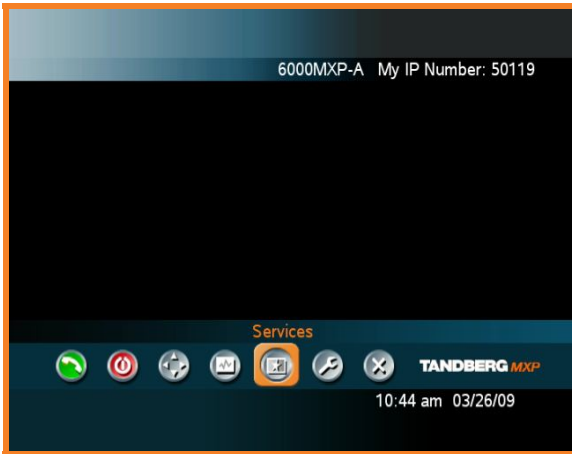 6000MXP-A My IP Number: 50119
Services
TANDBERG MXP
10:44 am 03/26/09